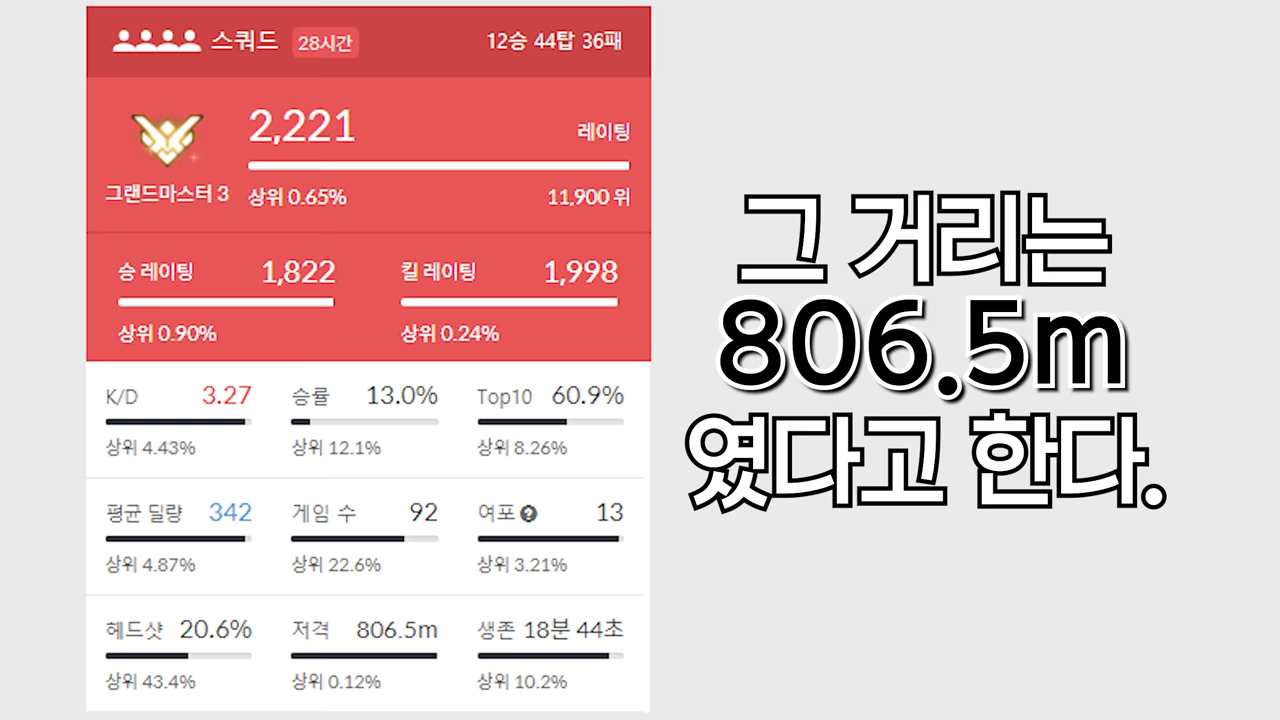 스쿼드 28시간 12승 44탑 36패
2,221 레이팅
그랜드마스터 3 상위 0.65% 11,900 위
승 레이팅 1,822 킬 레이팅 1,998
상위 0.90% 상위 0.24%
K/D 3.27 승률 13.0% Top10 60.9%
상위 4.43% 상위 12.1% 상위 8.26%
평균 딜량 342 게임 수 92 여포 ? 13
상위 4.87% 상위 22.6% 상위 3.21%
헤드샷 20.6% 저격 806.5m 생존 18분 44초
상위 43.4% 상위 0.12% 상위 10.2%
그 거리는
806.5m
였다고 한다.